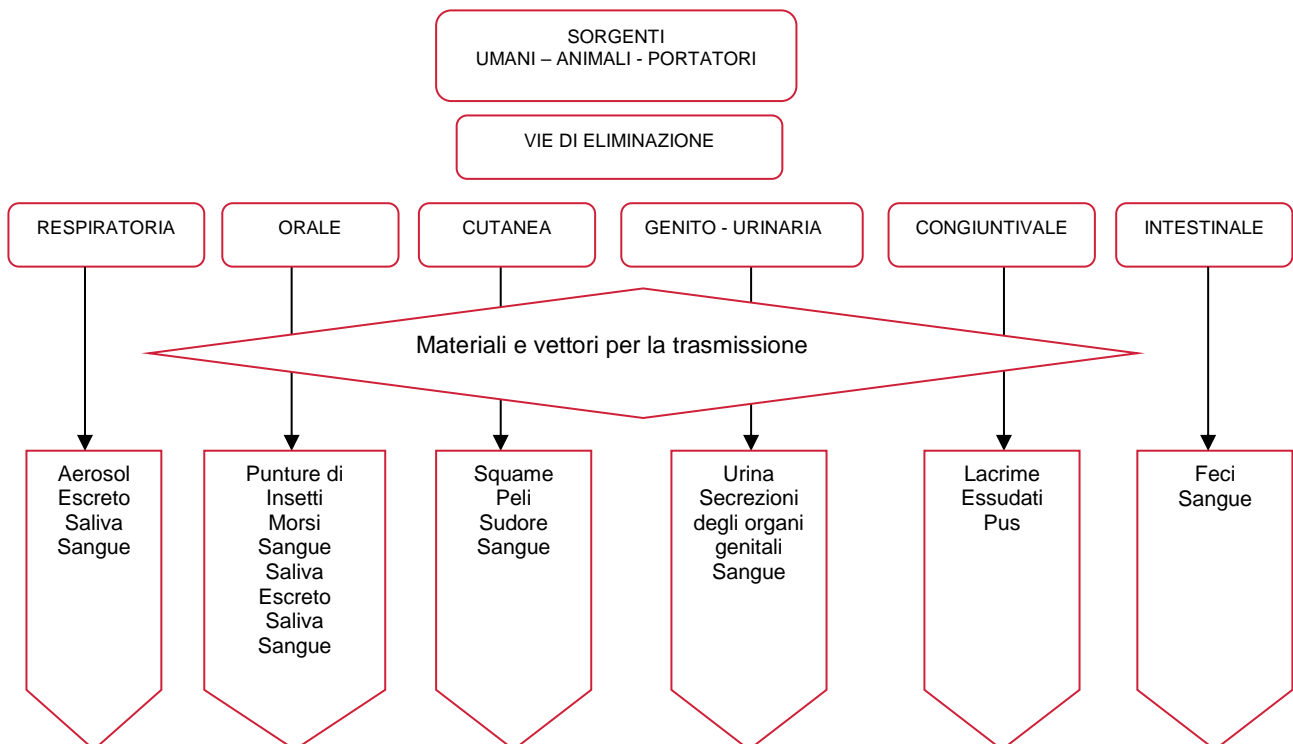 SORGENTI
UMANI – ANIMALI - PORTATORI
VIE DI ELIMINAZIONE
RESPIRATORIA
ORALE
CUTANEA
GENITO - URINARIA
CONGIUNTIVALE
INTESTINALE
Materiali e vettori per la trasmissione
Aerosol
Escreto
Saliva
Sangue
Punture di
Insetti
Morsi
Sangue
Saliva
Escreto
Saliva
Sangue
Squame
Peli
Sudore
Sangue
Urina
Secrezioni
degli organi
genitali
Sangue
Lacrime
Essudati
Pus
Feci
Sangue